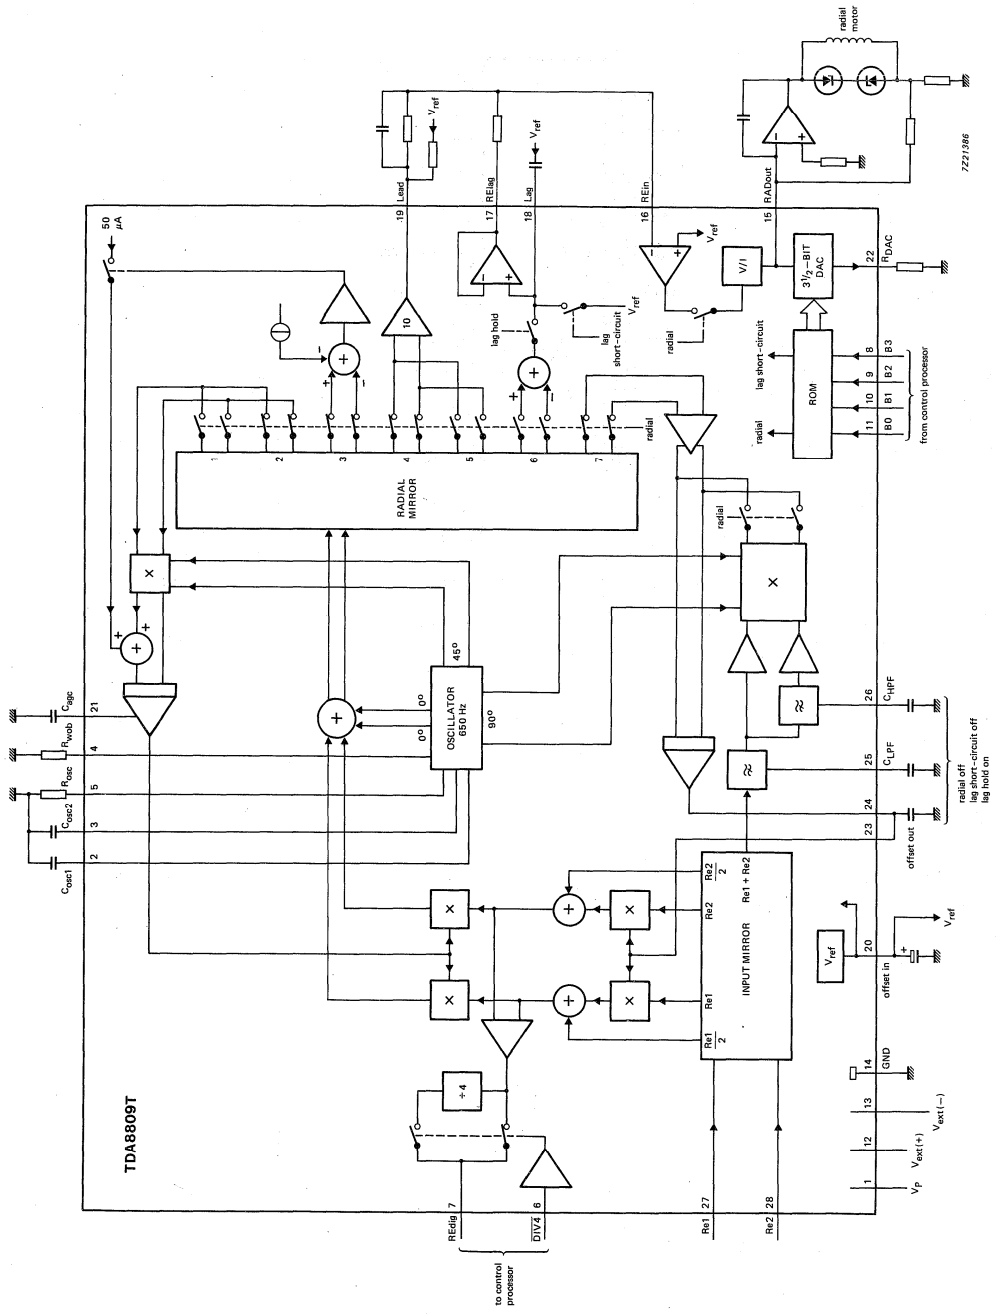 TDA8809T
Cosc1
2
Cosc2
3
Rosc
5
Rwob
4
Cagc
21
50
µA
19 Lead
Vref
17 RElag
Vref
18 Lag
16 REin
15 RADout
radial
motor
7Z21386
10
lag hold
lag
short-circuit
Vref
radial
Vref
V/I
3½-BIT
DAC
22
RDAC
ROM
lag short-circuit
radial
8
B3
9
B2
10
B1
11
B0
from control processor
RADIAL
MIRROR
1
2
3
4
5
6
7
radial
radial
OSCILLATOR
650 Hz
0°
0°
45°
90°
26
CHPF
25
CLPF
24
23
offset out
radial off
lag short-circuit off
lag hold on
INPUT MIRROR
Re1
2
Re1
Re2
Re2
2
Re1 + Re2
Vref
20
offset in
Vref
÷4
REdig 7
DIV4 6
to control
processor
Re1 27
Re2 28
14
GND
13
Vext(−)
12
Vext(+)
1
VP